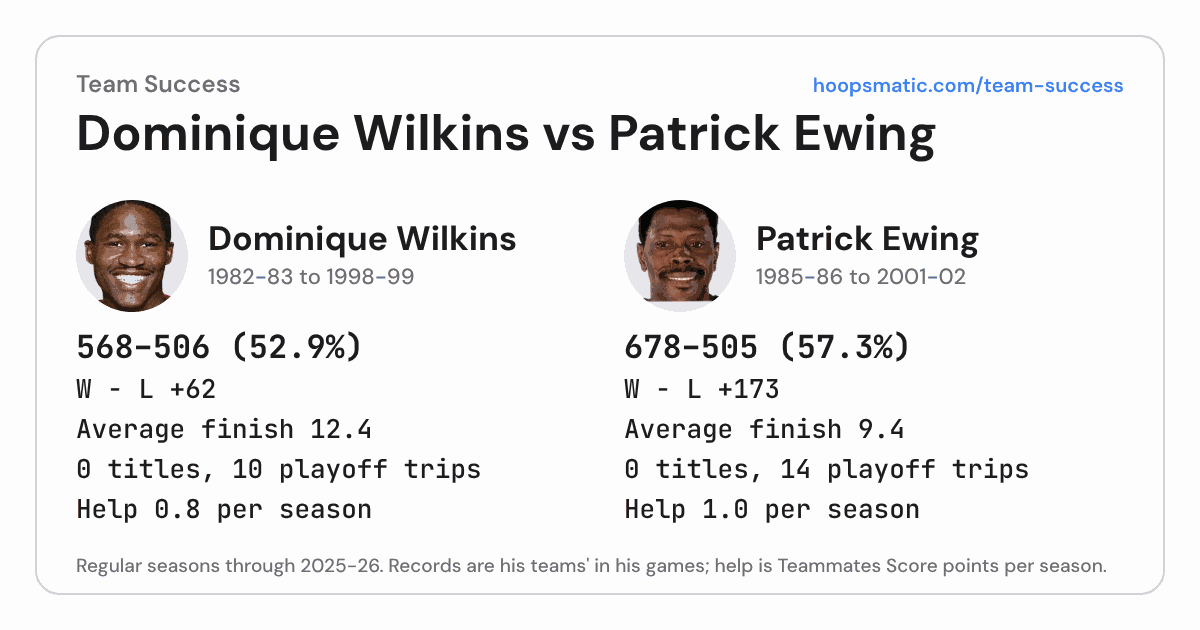 Team Success
hoopsmatic.com/team-success
Dominique Wilkins vs Patrick Ewing
Dominique Wilkins
1982-83 to 1998-99
568-506 (52.9%)
W - L +62
Average finish 12.4
0 titles, 10 playoff trips
Help 0.8 per season
Patrick Ewing
1985-86 to 2001-02
678-505 (57.3%)
W - L +173
Average finish 9.4
0 titles, 14 playoff trips
Help 1.0 per season
Regular seasons through 2025-26. Records are his teams' in his games; help is Teammates Score points per season.